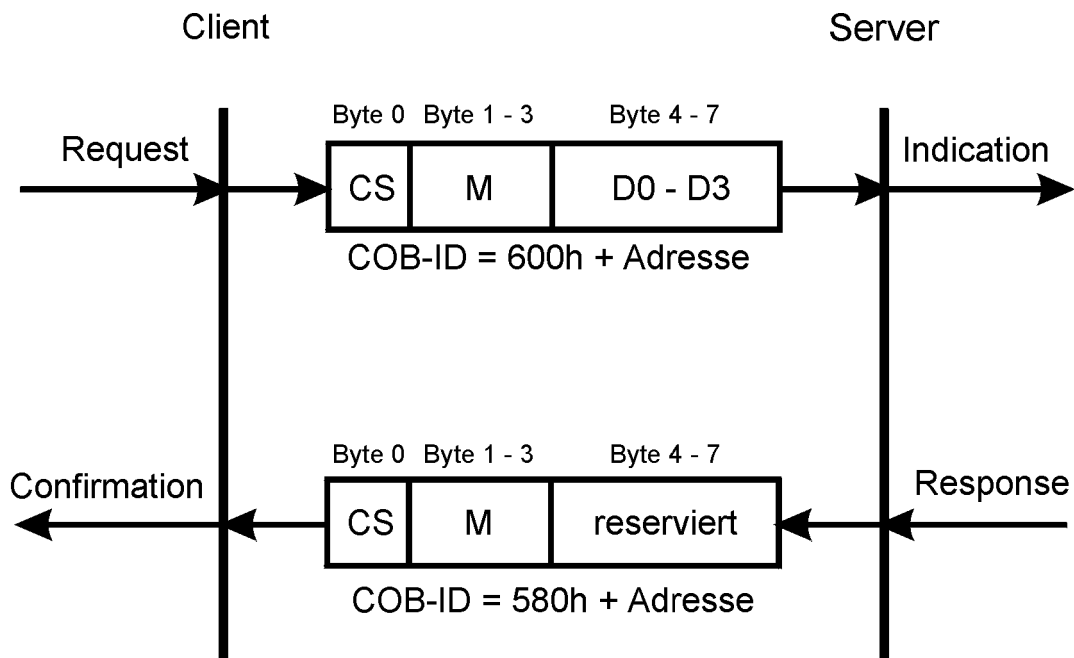 Client
Server
Byte 0 Byte 1 - 3 Byte 4 - 7
Request
Indication
CS M D0 - D3
COB-ID = 600h + Adresse
Byte 0 Byte 1 - 3 Byte 4 - 7
Confirmation
Response
CS M reserviert
COB-ID = 580h + Adresse